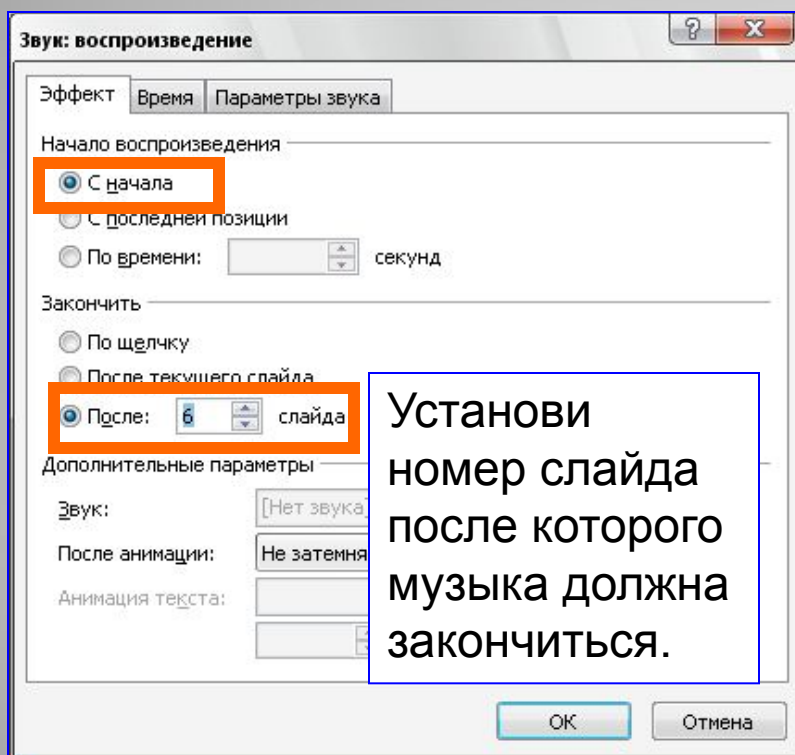 Звук: воспроизведение
Эффект Время Параметры звука
Начало воспроизведения
С начала
С последней позиции
По времени: секунд
Закончить
По щелчку
После текущего слайда
После: 6 слайда
Дополнительные параметры
Звук: [Нет звука]
После анимации: Не затемня
Анимация текста:
Установи
номер слайда
после которого
музыка должна
закончиться.
ОК Отмена